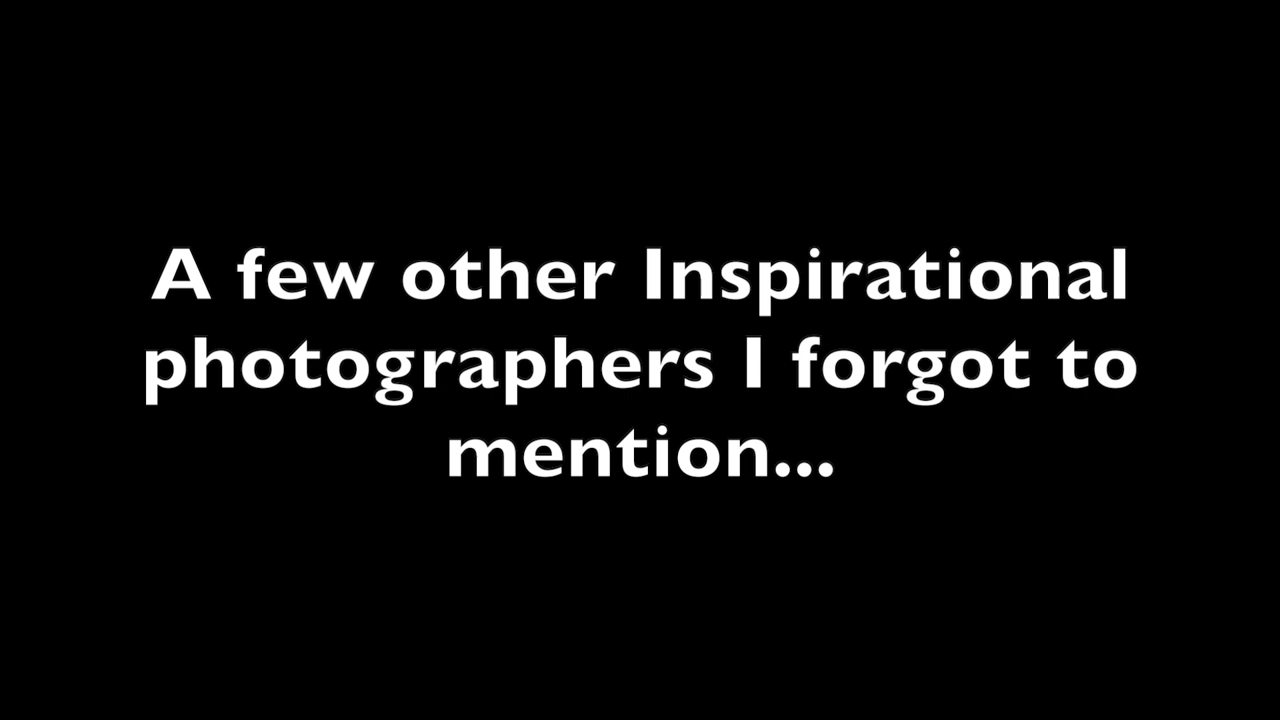 A few other Inspirational
photographers I forgot to
mention...